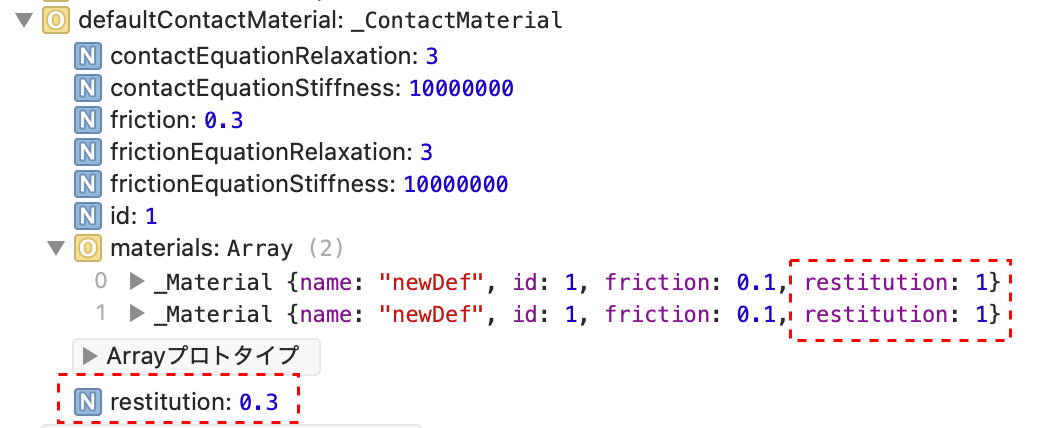 defaultContactMaterial: _ContactMaterial
N contactEquationRelaxation: 3
N contactEquationStiffness: 10000000
N friction: 0.3
N frictionEquationRelaxation: 3
N frictionEquationStiffness: 10000000
N id: 1
O materials: Array (2)
0 _Material {name: "newDef", id: 1, friction: 0.1, restitution: 1}
1 _Material {name: "newDef", id: 1, friction: 0.1, restitution: 1}
Arrayプロトタイプ
N restitution: 0.3